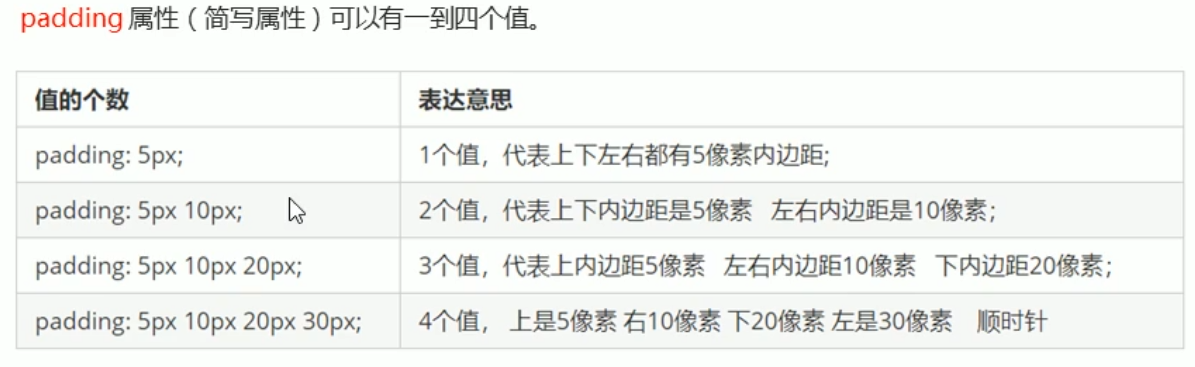 padding 属性（简写属性）可以有一到四个值。
值的个数 表达意思
padding: 5px; 1个值，代表上下左右都有5像素内边距;
padding: 5px 10px; 2个值，代表上下内边距是5像素 左右内边距是10像素；
padding: 5px 10px 20px; 3个值，代表上内边距5像素 左右内边距10像素 下内边距20像素；
padding: 5px 10px 20px 30px; 4个值， 上是5像素 右10像素 下20像素 左是30像素 顺时针